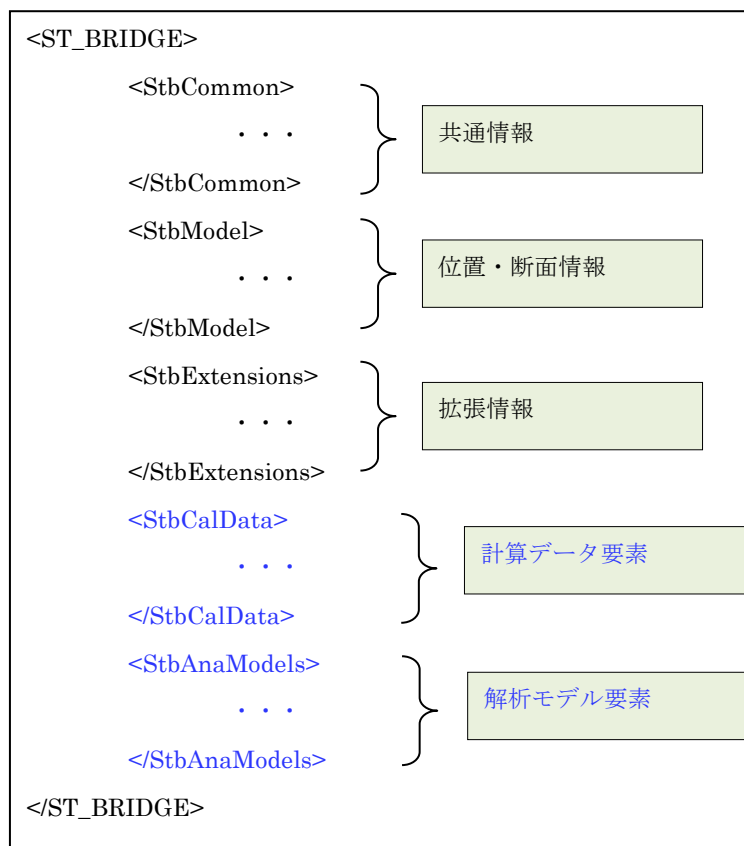 <ST_BRIDGE>
<StbCommon>
・・・
共通情報
</StbCommon>
<StbModel>
・・・
位置・断面情報
</StbModel>
<StbExtensions>
・・・
拡張情報
</StbExtensions>
<StbCalData>
・・・
計算データ要素
</StbCalData>
<StbAnaModels>
・・・
解析モデル要素
</StbAnaModels>
</ST_BRIDGE>